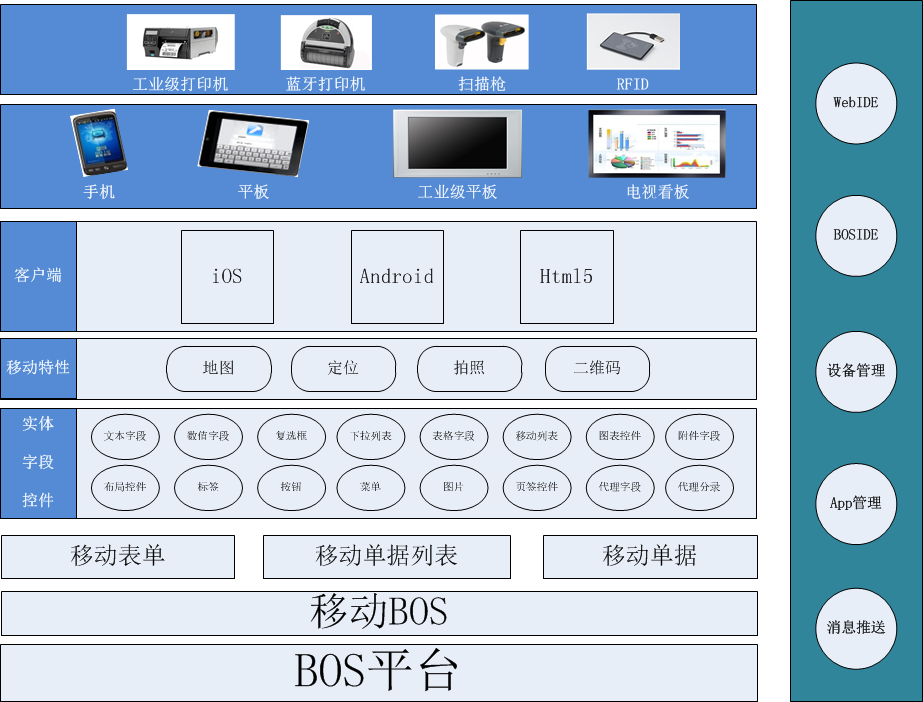 工业级打印机
蓝牙打印机
扫描枪
RFID
手机
平板
工业级平板
电视看板
客户端
iOS
Android
Html5
移动特性
地图
定位
拍照
二维码
实体
字段
控件
文本字段
数值字段
复选框
下拉列表
表格字段
移动列表
图表控件
附件字段
布局控件
标签
按钮
菜单
图片
页签控件
代理字段
代理分录
移动表单
移动单据列表
移动单据
移动BOS
BOS平台
WebIDE
BOSIDE
设备管理
App管理
消息推送